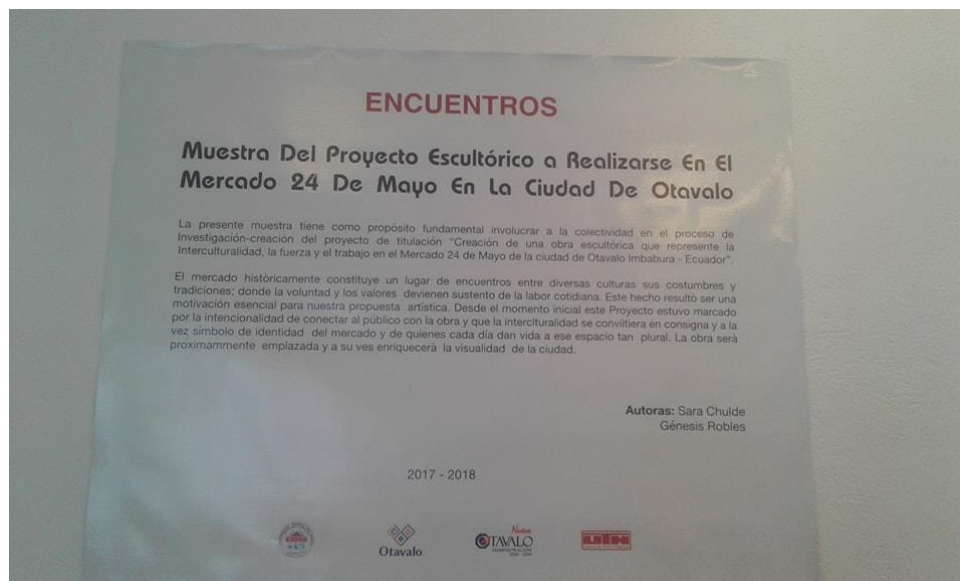 ENCUENTROS
Muestra Del Proyecto Escultórico a Realizarse En El
Mercado 24 De Mayo En La Ciudad De Otavalo
La presente muestra tiene como propósito fundamental involucrar a la colectividad en el proceso de
Investigación-creación del proyecto de titulación "Creación de una obra escultórica que represente la
Interculturalidad, la fuerza y el trabajo en el Mercado 24 de Mayo de la ciudad de Otavalo Imbabura - Ecuador".
El mercado históricamente constituye un lugar de encuentros entre diversas culturas sus costumbres y
tradiciones; donde la voluntad y los valores devienen sustento de la labor cotidiana. Este hecho resultó ser una
motivación esencial para nuestra propuesta artística. Desde el momento inicial este Proyecto estuvo marcado
por la intencionalidad de conectar al público con la obra y que la interculturalidad se conviitiera en consigna y a la
vez símbolo de identidad del mercado y de quienes cada día dan vida a ese espacio tan plural. La obra será
proximammente emplazada y a su ves enriquecerá la visualidad de la ciudad.
Autoras: Sara Chulde
Génesis Robles
2017 - 2018
Otavalo
OTAVALO
UTN